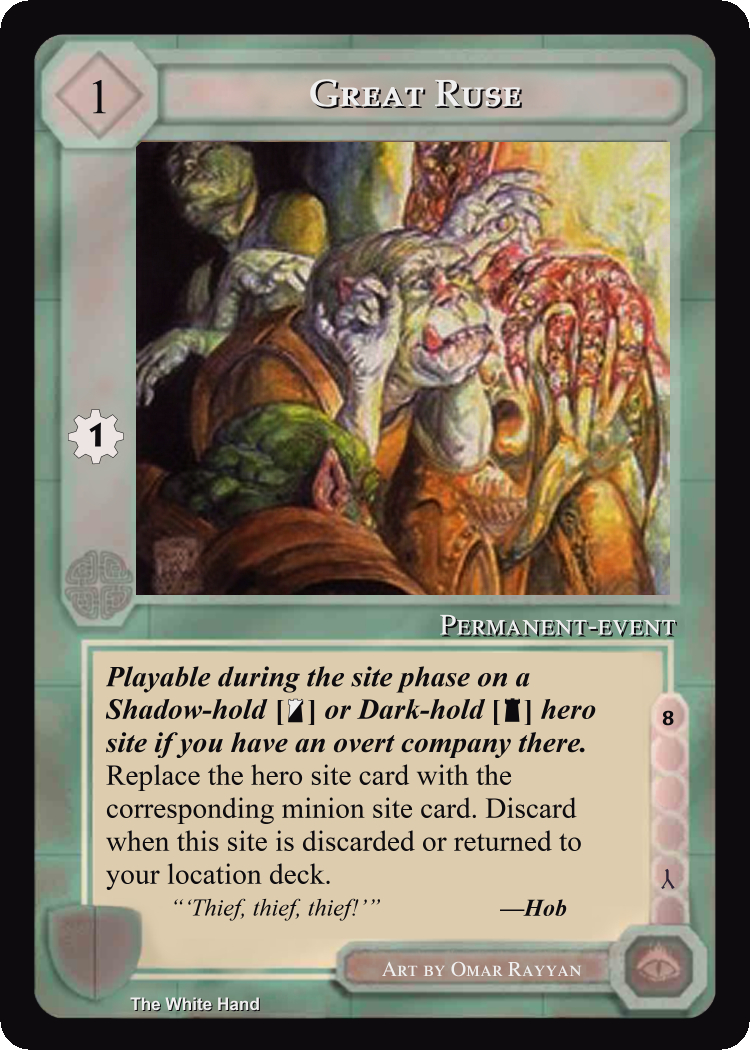 1
Great Ruse
1
Permanent-event
Playable during the site phase on a
Shadow-hold [] or Dark-hold [] hero
site if you have an overt company there.
Replace the hero site card with the
corresponding minion site card. Discard
when this site is discarded or returned to
your location deck.
“‘Thief, thief, thief!’” —Hob
8
Art by Omar Rayyan
The White Hand